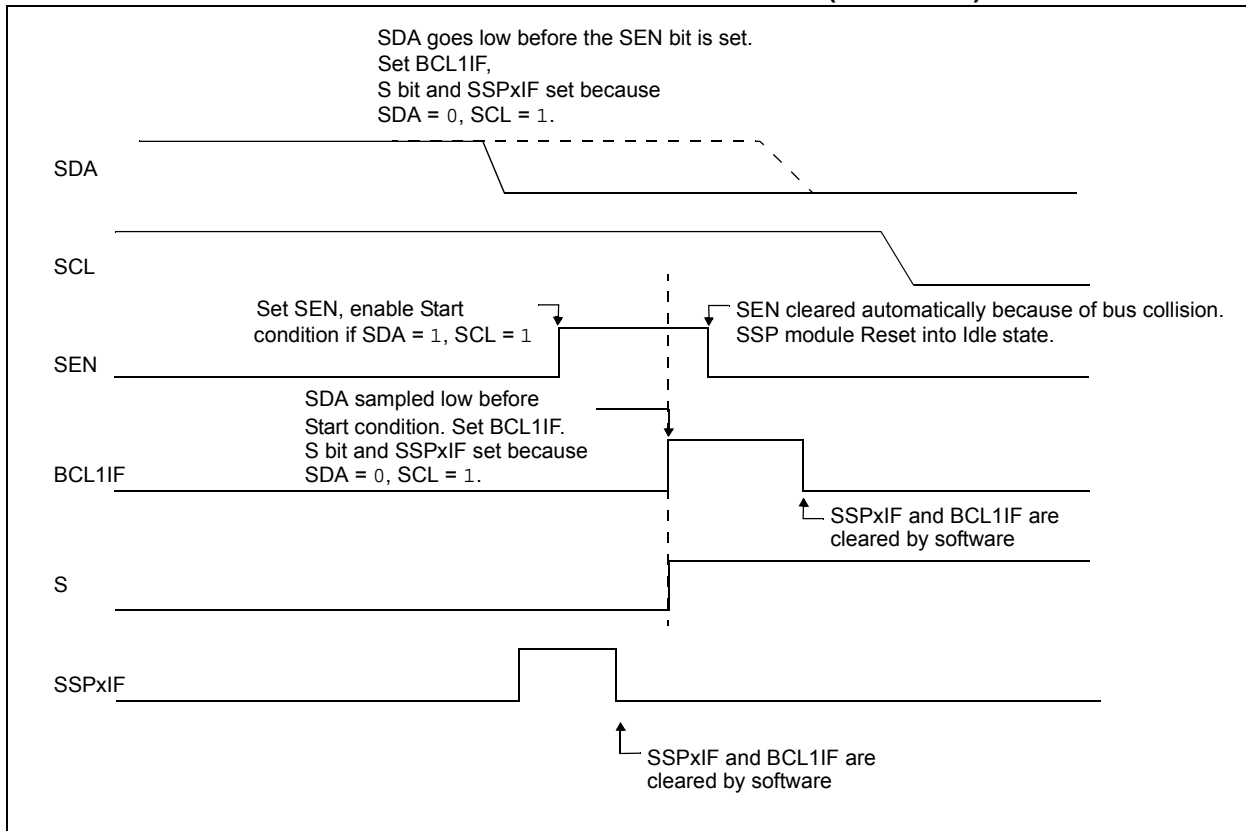 SDA goes low before the SEN bit is set.
Set BCL1IF,
S bit and SSPxIF set because
SDA = 0, SCL = 1.
SDA
SCL
Set SEN, enable Start
condition if SDA = 1, SCL = 1
SEN cleared automatically because of bus collision.
SSP module Reset into Idle state.
SEN
SDA sampled low before
Start condition. Set BCL1IF.
S bit and SSPxIF set because
SDA = 0, SCL = 1.
BCL1IF
SSPxIF and BCL1IF are
cleared by software
S
SSPxIF
SSPxIF and BCL1IF are
cleared by software